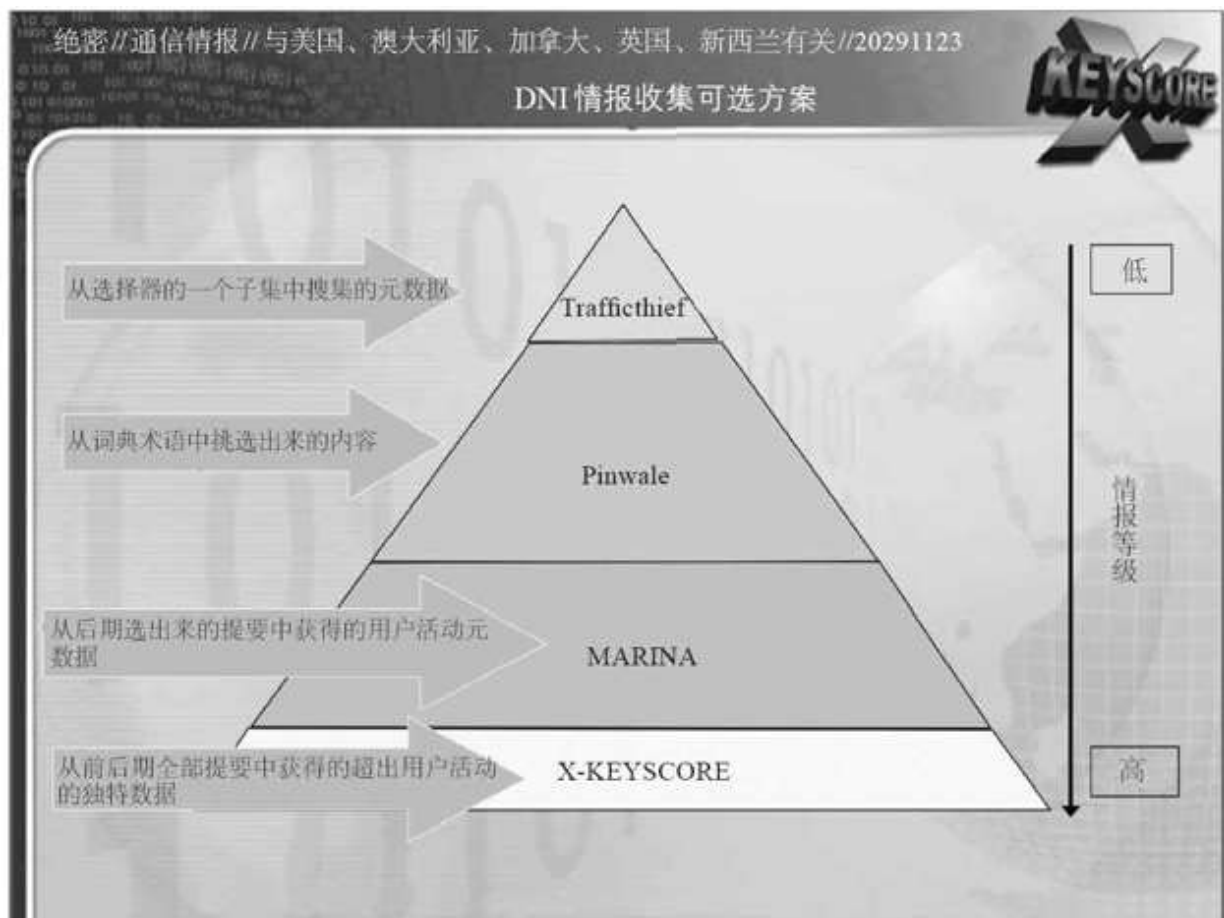 绝密//通信情报//与美国、澳大利亚、加拿大、英国、新西兰有关//20291123
DNI情报收集可选方案
X
KEYSCORE
从选择器的一个子集中搜集的元数据
Trafficthief
低
从词典术语中挑选出来的内容
Pinwale
情报等级
从后期选出来的提要中获得的用户活动元
数据
MARINA
从前后期全部提要中获得的超出用户活动
的独特数据
X-KEYSCORE
高